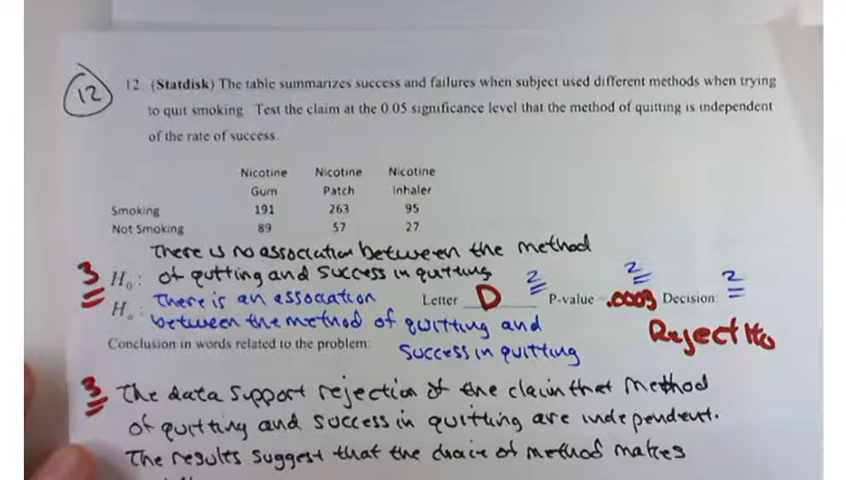 12
12. (Statdisk) The table summarizes success and failures when subject used different methods when trying
to quit smoking. Test the claim at the 0.05 significance level that the method of quitting is independent
of the rate of success.
Nicotine Nicotine Nicotine
Gum Patch Inhaler
Smoking 191 263 95
Not Smoking 89 57 27
There is no association between the method
3 H₀: of quitting and success in quitting
Hₐ: There is an association Letter D 2 P-value .0003 2 Decision: 2
between the method of quitting and Reject H₀
Conclusion in words related to the problem: success in quitting
3 The data support rejection of the claim that method
of quitting and success in quitting are independent.
The results suggest that the choice of method makes